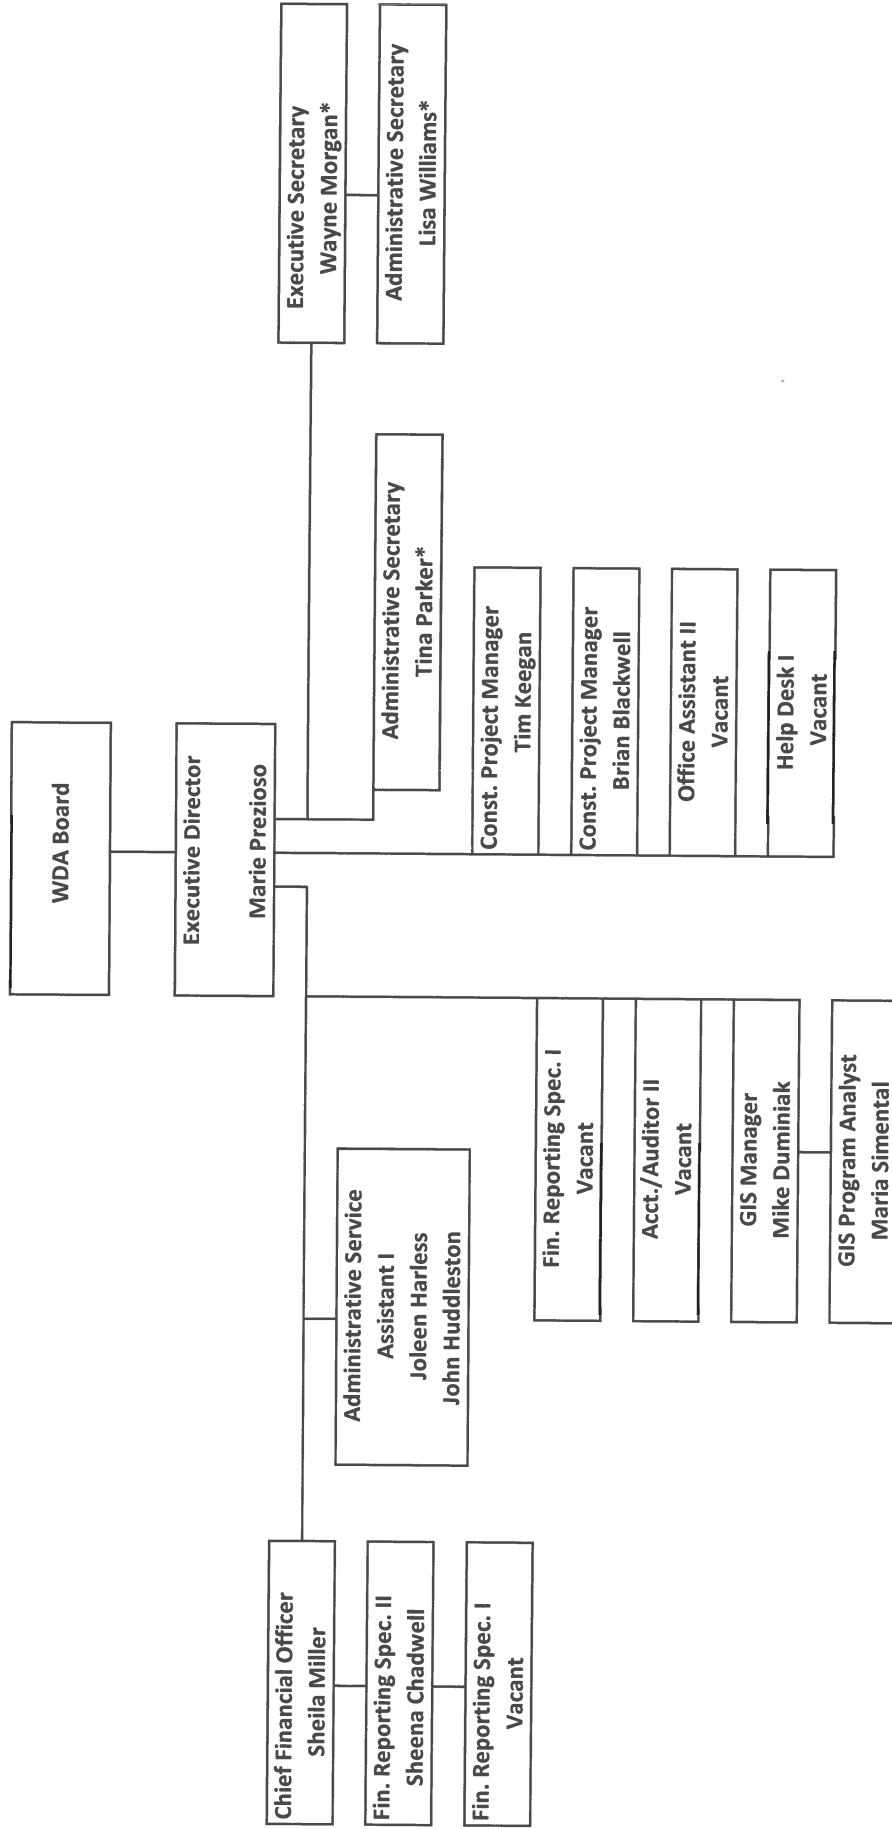 WDA Board
Executive Director
Marie Prezioso
Chief Financial Officer
Sheila Miller
Fin. Reporting Spec. II
Sheena Chadwell
Fin. Reporting Spec. I
Vacant
Administrative Service
Assistant I
Joleen Harless
John Huddleston
Fin. Reporting Spec. I
Vacant
Acct./Auditor II
Vacant
GIS Manager
Mike Duminiak
GIS Program Analyst
Maria Simental
Const. Project Manager
Tim Keegan
Const. Project Manager
Brian Blackwell
Office Assistant II
Vacant
Help Desk I
Vacant
Administrative Secretary
Tina Parker*
Executive Secretary
Wayne Morgan*
Administrative Secretary
Lisa Williams*